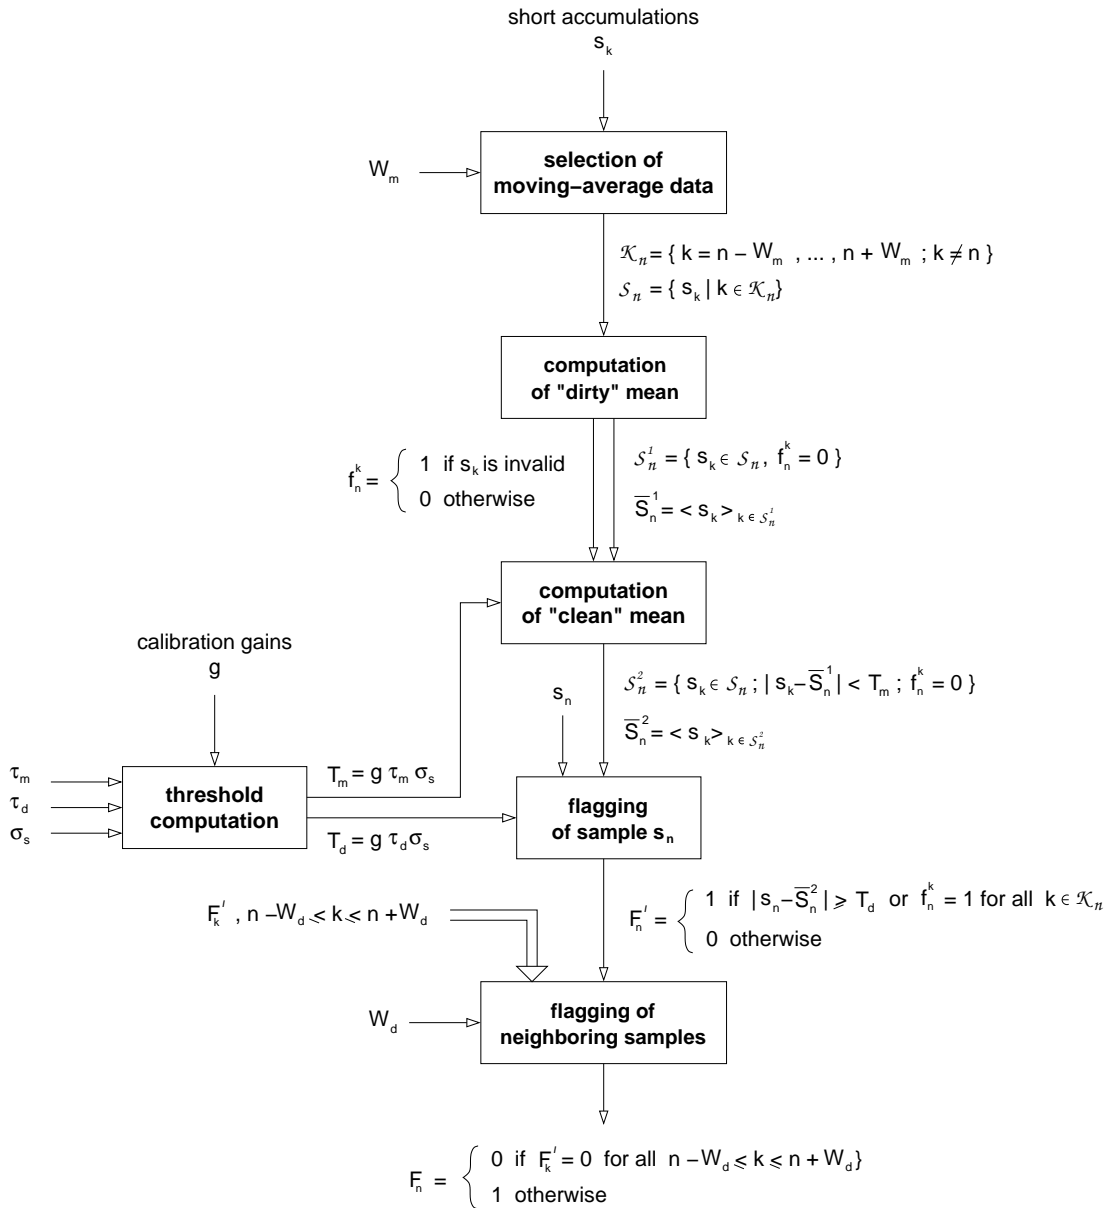 short accumulations
s_k
W_m
selection of
moving–average data
𝒦_n = { k = n − W_m , ... , n + W_m ; k ≠ n }
𝒮_n = { s_k | k ∈ 𝒦_n}
computation
of "dirty" mean
f_n^k = { 1 if s_k is invalid
0 otherwise
𝒮_n^1 = { s_k ∈ 𝒮_n, f_n^k = 0 }
S̅_n^1 = < s_k >_{k ∈ 𝒮_n^1}
computation
of "clean" mean
calibration gains
g
s_n
𝒮_n^2 = { s_k ∈ 𝒮_n ; | s_k − S̅_n^1 | < T_m ; f_n^k = 0 }
S̅_n^2 = < s_k >_{k ∈ 𝒮_n^2}
τ_m
τ_d
σ_s
threshold
computation
T_m = g τ_m σ_s
T_d = g τ_d σ_s
flagging
of sample s_n
F_k' , n − W_d ⩽ k ⩽ n + W_d
F_n' = { 1 if | s_n − S̅_n^2 | ⩾ T_d or f_n^k = 1 for all k ∈ 𝒦_n
0 otherwise
W_d
flagging of
neighboring samples
F_n = { 0 if F_k' = 0 for all n − W_d ⩽ k ⩽ n + W_d}
1 otherwise